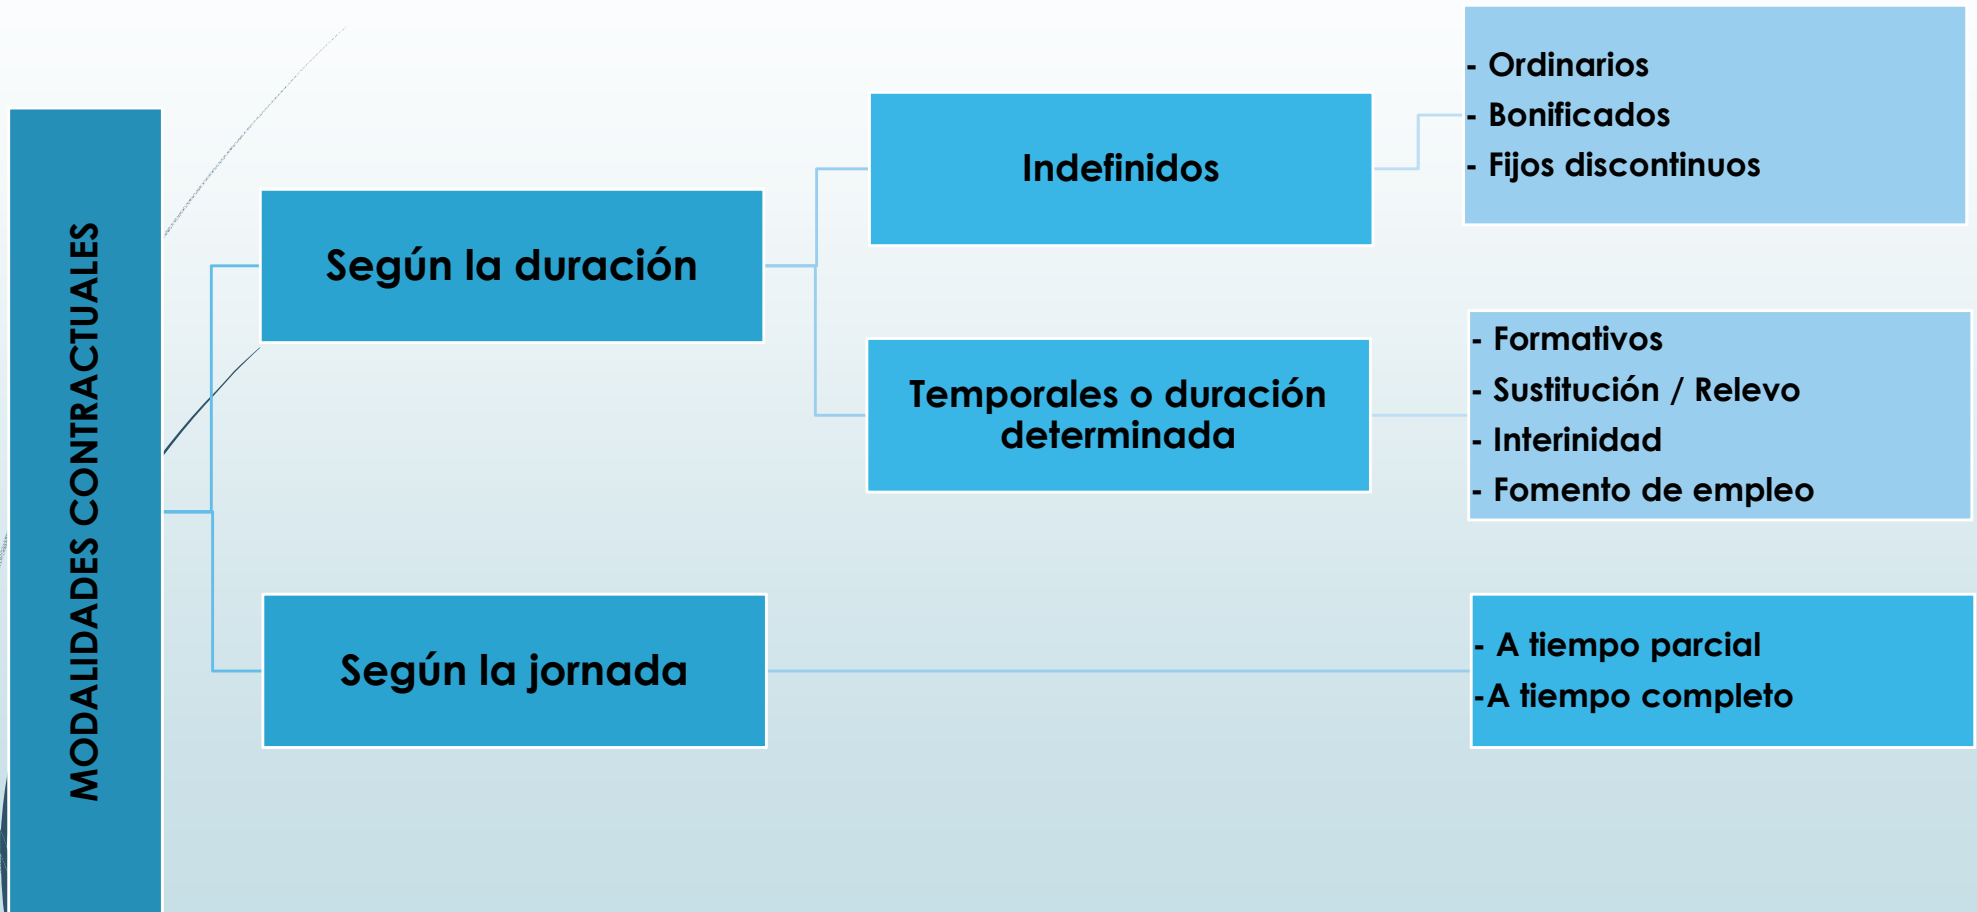 MODALIDADES CONTRACTUALES
Según la duración
Indefinidos
- Ordinarios
- Bonificados
- Fijos discontinuos
Temporales o duración
determinada
- Formativos
- Sustitución / Relevo
- Interinidad
- Fomento de empleo
Según la jornada
- A tiempo parcial
-A tiempo completo